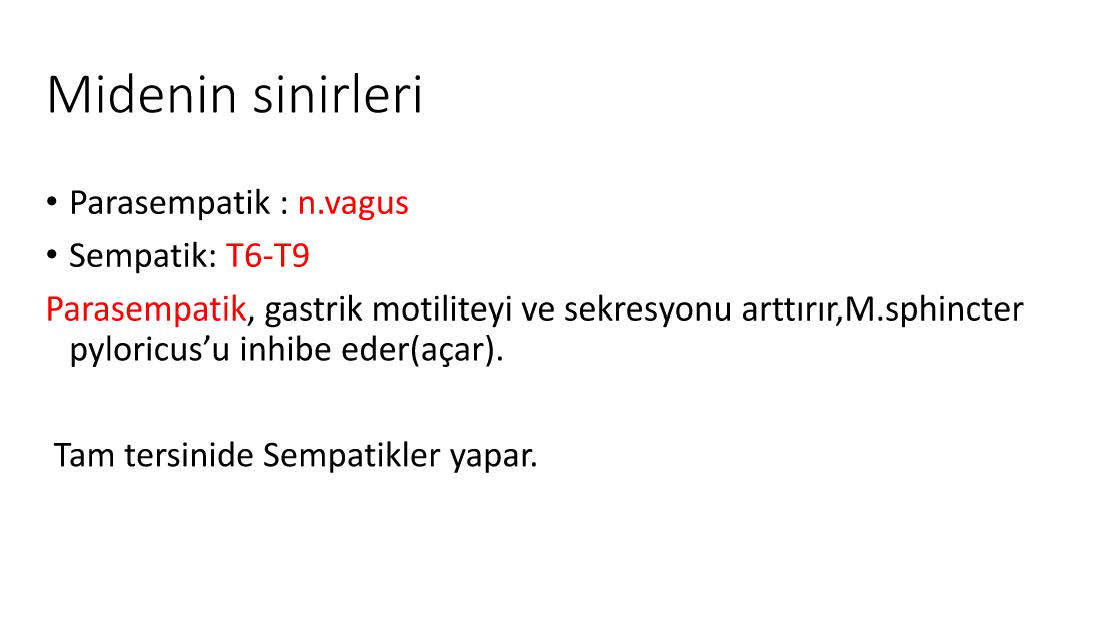 Midenin sinirleri
• Parasempatik : n.vagus
• Sempatik: T6-T9
Parasempatik, gastrik motiliteyi ve sekresyonu arttırır,M.sphincter
pyloricus’u inhibe eder(açar).
Tam tersinide Sempatikler yapar.